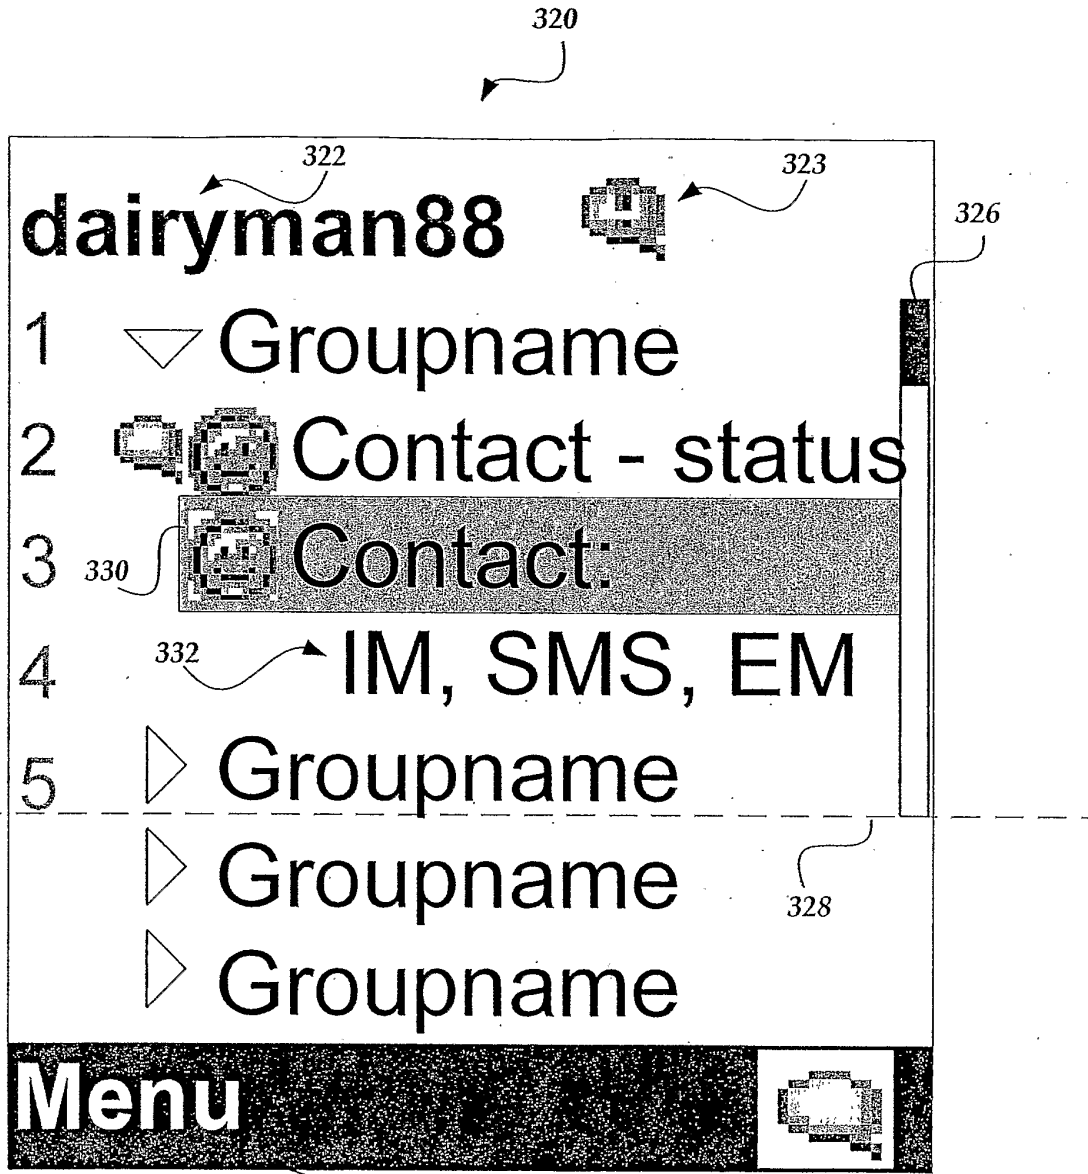 320
322
323
dairyman88
326
1 Groupname
2 Contact - status
3 Contact:
330
4 IM, SMS, EM
332
5 Groupname
Groupname
328
Groupname
Menu